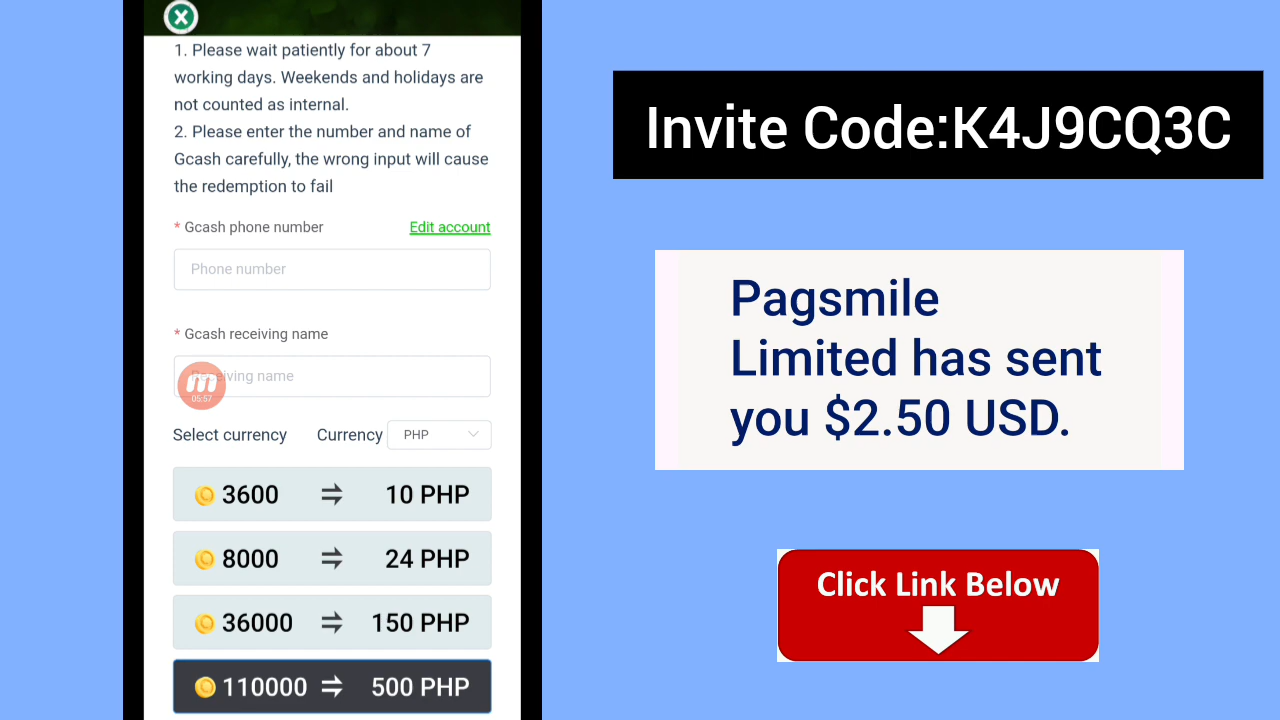 1. Please wait patiently for about 7
working days. Weekends and holidays are
not counted as internal.
2. Please enter the number and name of
Gcash carefully, the wrong input will cause
the redemption to fail
* Gcash phone number Edit account
Phone number
* Gcash receiving name
Receiving name
05:57
Select currency Currency PHP
3600 ⇌ 10 PHP
8000 ⇌ 24 PHP
36000 ⇌ 150 PHP
110000 ⇌ 500 PHP
Invite Code:K4J9CQ3C
Pagsmile
Limited has sent
you $2.50 USD.
Click Link Below